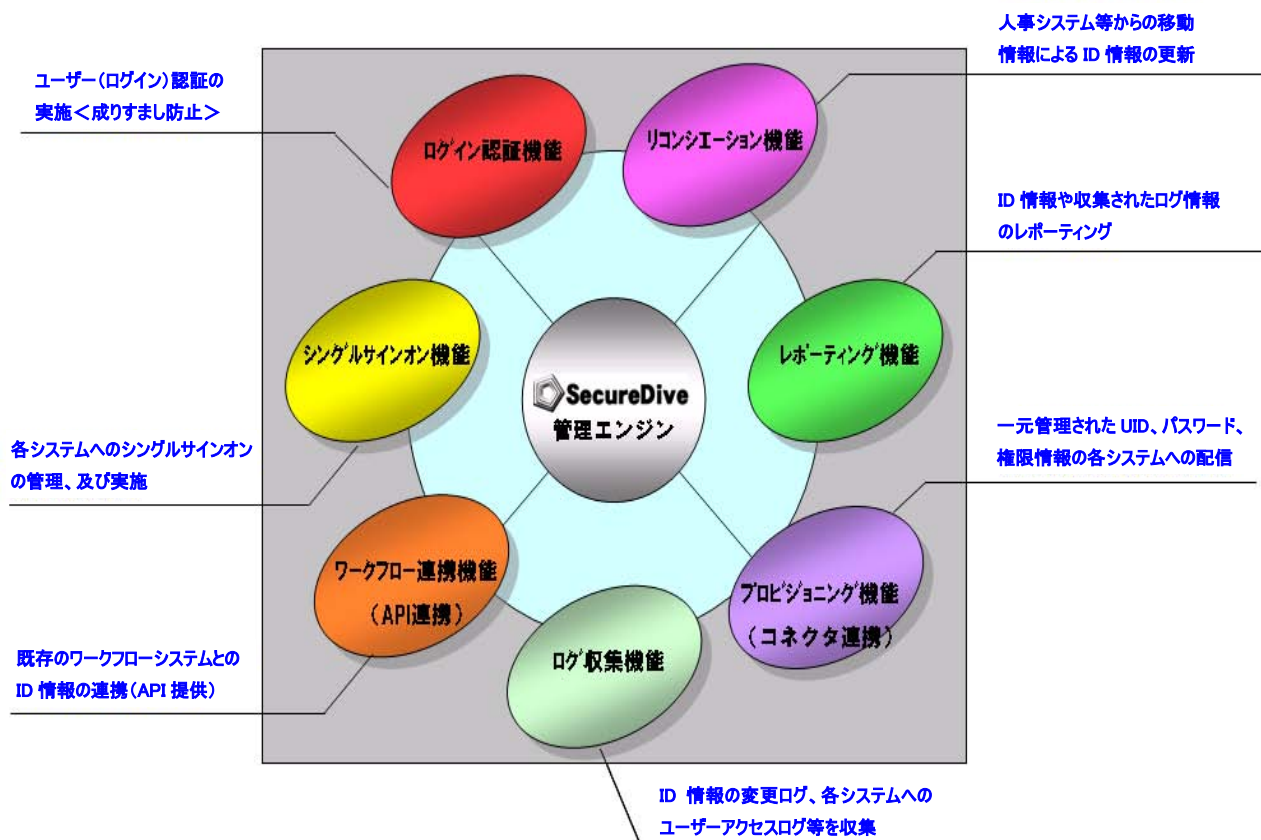 人事システム等からの移動
情報による ID 情報の更新
ユーザー（ログイン）認証の
実施＜成りすまし防止＞
ログイン認証機能
リコンシエーション機能
ID 情報や収集されたログ情報
のレポーティング
シングルサインオン機能
レポーティング機能
SecureDive
管理エンジン
各システムへのシングルサインオン
の管理、及び実施
一元管理された UID、パスワード、
権限情報の各システムへの配信
ワークフロー連携機能
（API連携）
プロビジョニング機能
（コネクタ連携）
既存のワークフローシステムとの
ID 情報の連携（API 提供）
ログ収集機能
ID 情報の変更ログ、各システムへの
ユーザーアクセスログ等を収集